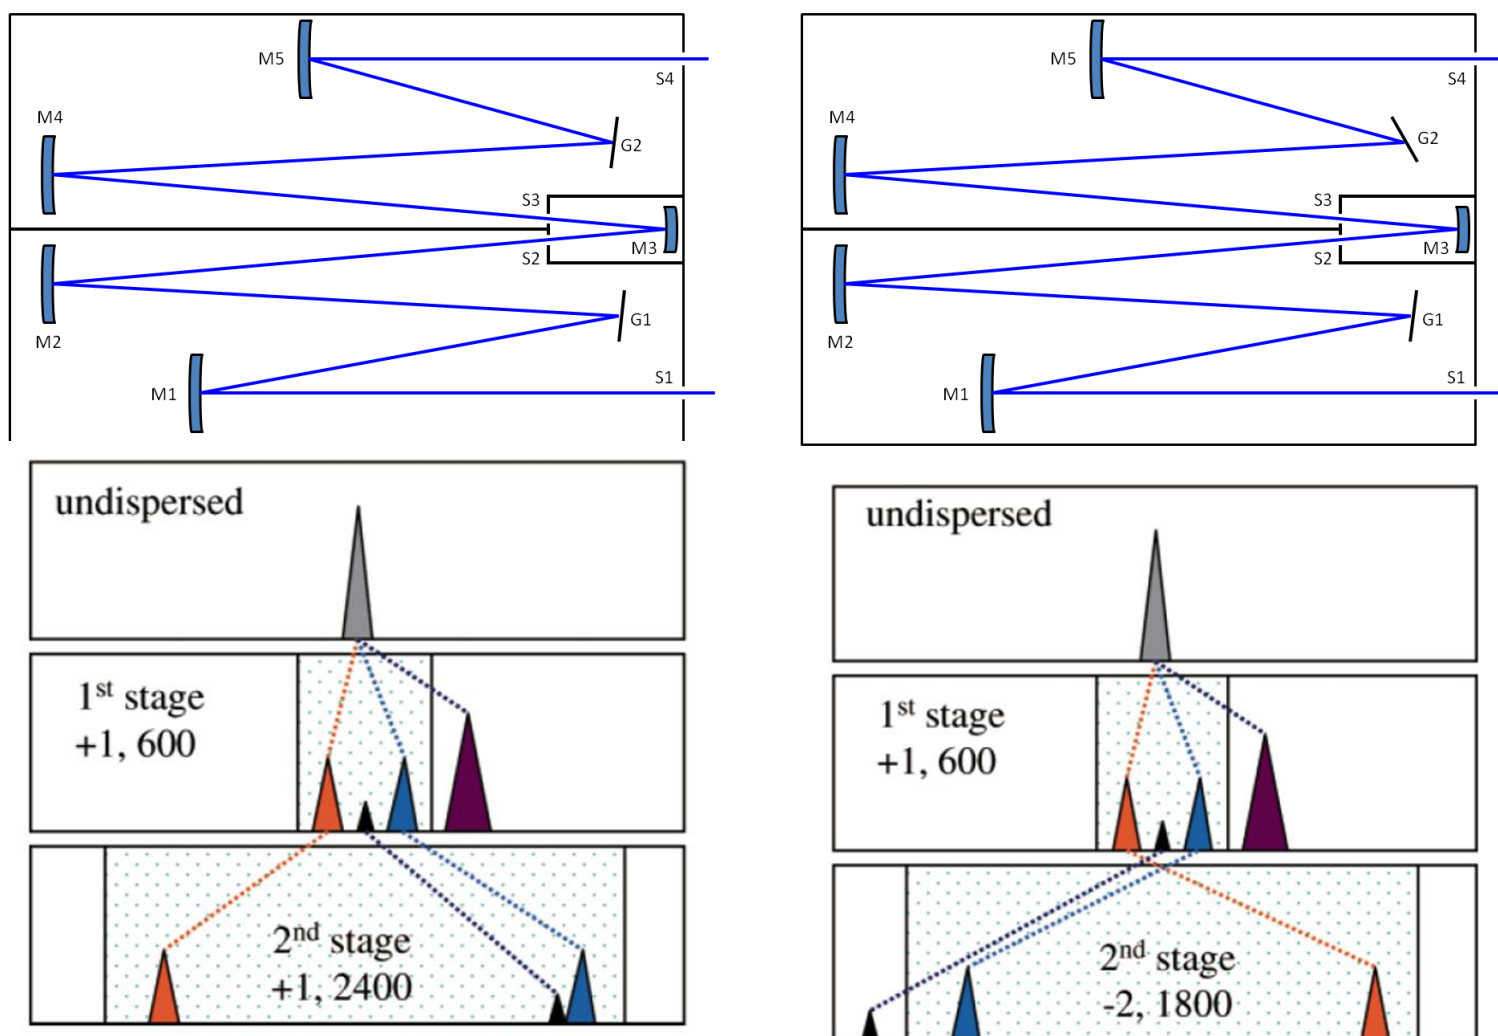 M5
S4
M4
G2
S3
M3
S2
G1
M2
S1
M1
M5
S4
M4
G2
S3
M3
S2
G1
M2
S1
M1
undispersed
1st stage
+1, 600
2nd stage
+1, 2400
undispersed
1st stage
+1, 600
2nd stage
-2, 1800